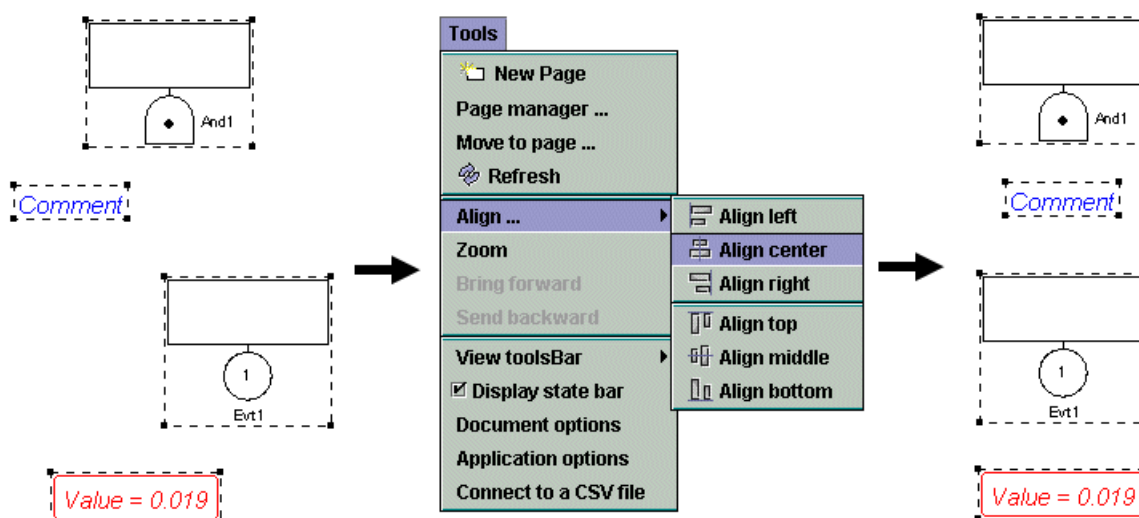 And1
Comment
1
Evt1
Value = 0.019
Tools
New Page
Page manager ...
Move to page ...
Refresh
Align ...
Zoom
Bring forward
Send backward
View toolsBar
Display state bar
Document options
Application options
Connect to a CSV file
Align left
Align center
Align right
Align top
Align middle
Align bottom
And1
Comment
1
Evt1
Value = 0.019